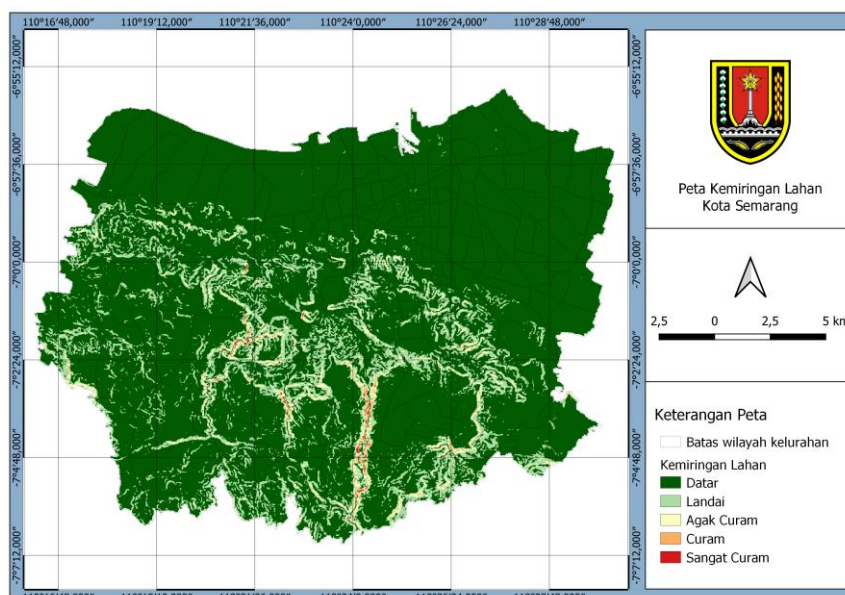 110°16'48,000" 110°19'12,000" 110°21'36,000" 110°24'0,000" 110°26'24,000" 110°28'48,000"
-6°55'12,000"
-6°57'36,000"
-7°0'0,000"
-7°2'24,000"
-7°4'48,000"
-7°7'12,000"
-6°55'12,000"
-6°57'36,000"
-7°0'0,000"
-7°2'24,000"
-7°4'48,000"
-7°7'12,000"
Peta Kemiringan Lahan
Kota Semarang
2,5 0 2,5 5 km
Keterangan Peta
Batas wilayah kelurahan
Kemiringan Lahan
Datar
Landai
Agak Curam
Curam
Sangat Curam